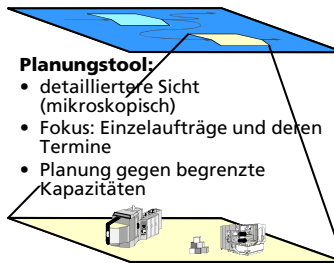 Planungstool:
• detailliertere Sicht
(mikroskopisch)
• Fokus: Einzelaufträge und deren
Termine
• Planung gegen begrenzte
Kapazitäten